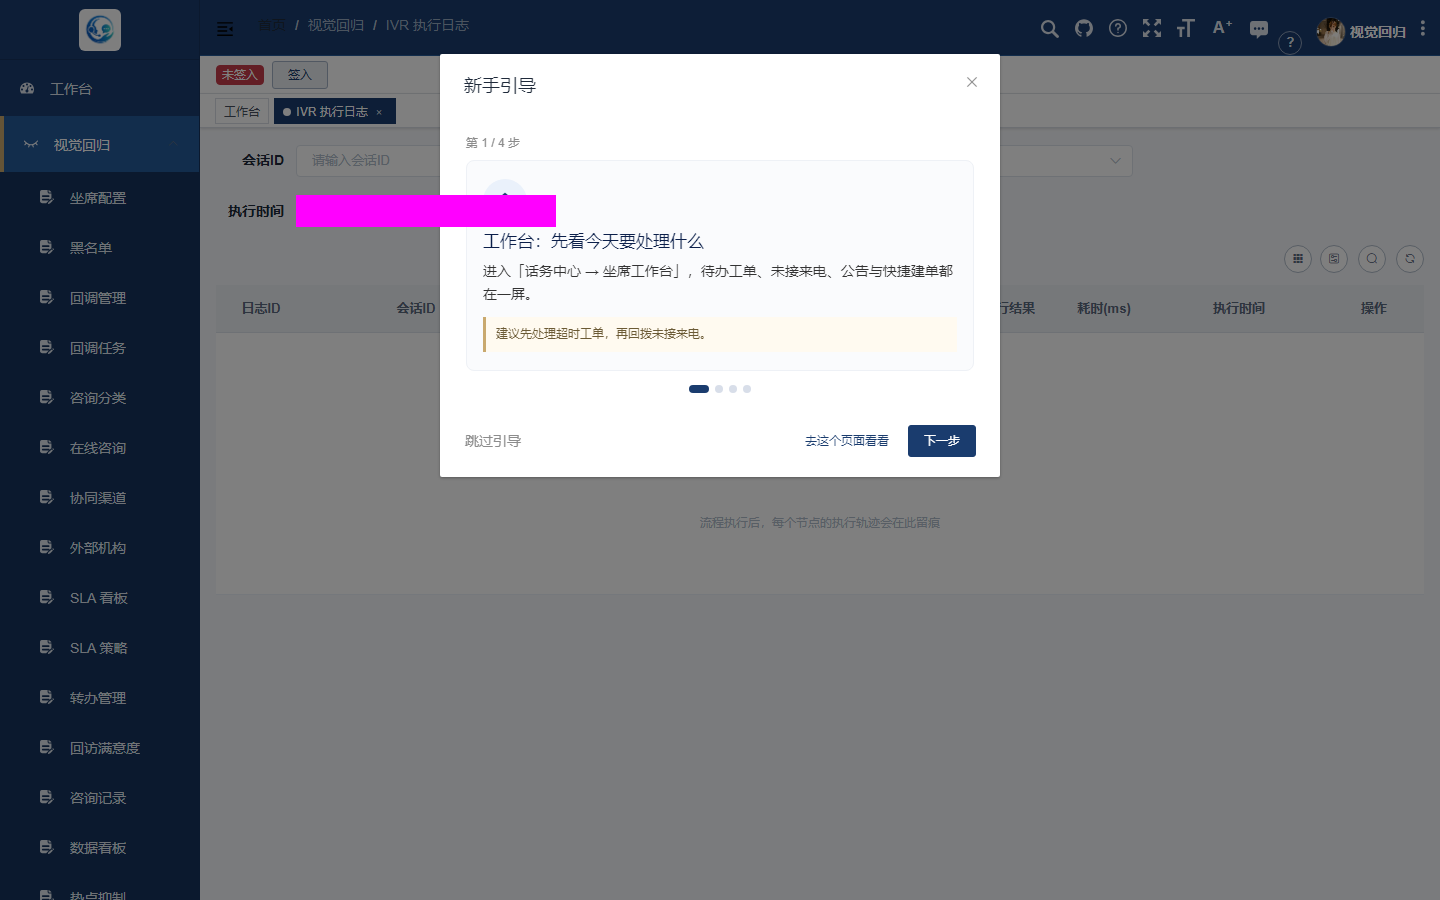 首页 / 视觉回归 / IVR 执行日志
A+
?
视觉回归
工作台
视觉回归
坐席配置
黑名单
回调管理
回调任务
咨询分类
在线咨询
协同渠道
外部机构
SLA 看板
SLA 策略
转办管理
回访满意度
咨询记录
数据看板
热点抑制
未签入
签入
工作台
IVR 执行日志 ×
会话ID
请输入会话ID
执行时间
日志ID
会话ID
行结果
耗时(ms)
执行时间
操作
流程执行后，每个节点的执行轨迹会在此留痕
新手引导
第 1 / 4 步
工作台：先看今天要处理什么
进入「话务中心 → 坐席工作台」，待办工单、未接来电、公告与快捷建单都
在一屏。
建议先处理超时工单，再回拨未接来电。
跳过引导
去这个页面看看
下一步